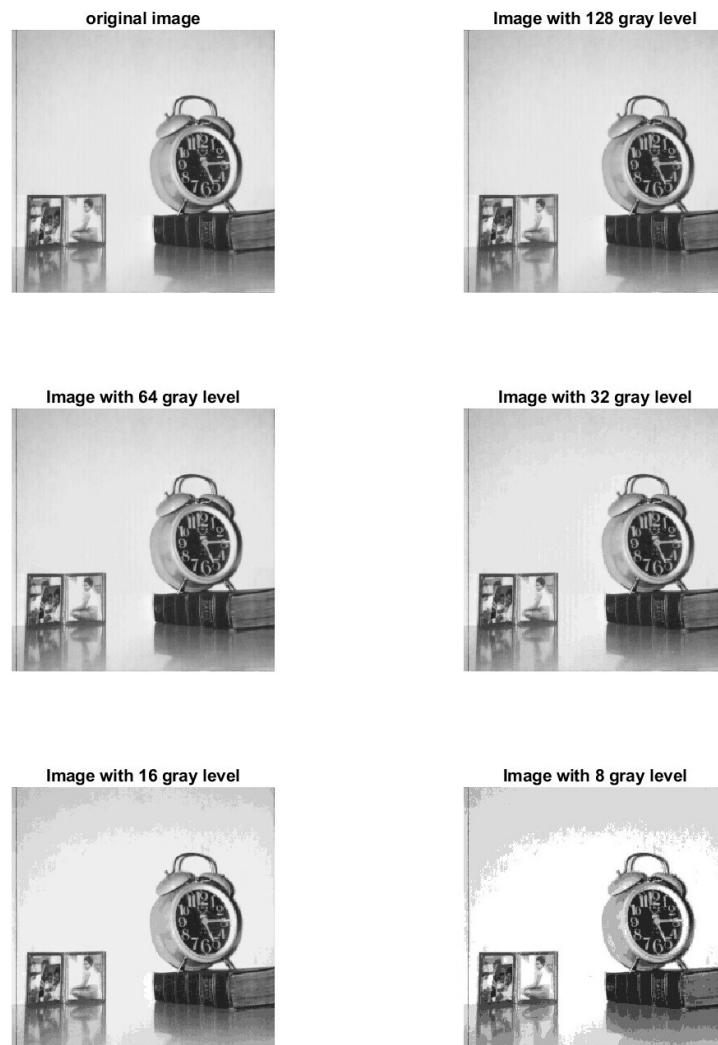 original image
Image with 128 gray level
Image with 64 gray level
Image with 32 gray level
Image with 16 gray level
Image with 8 gray level